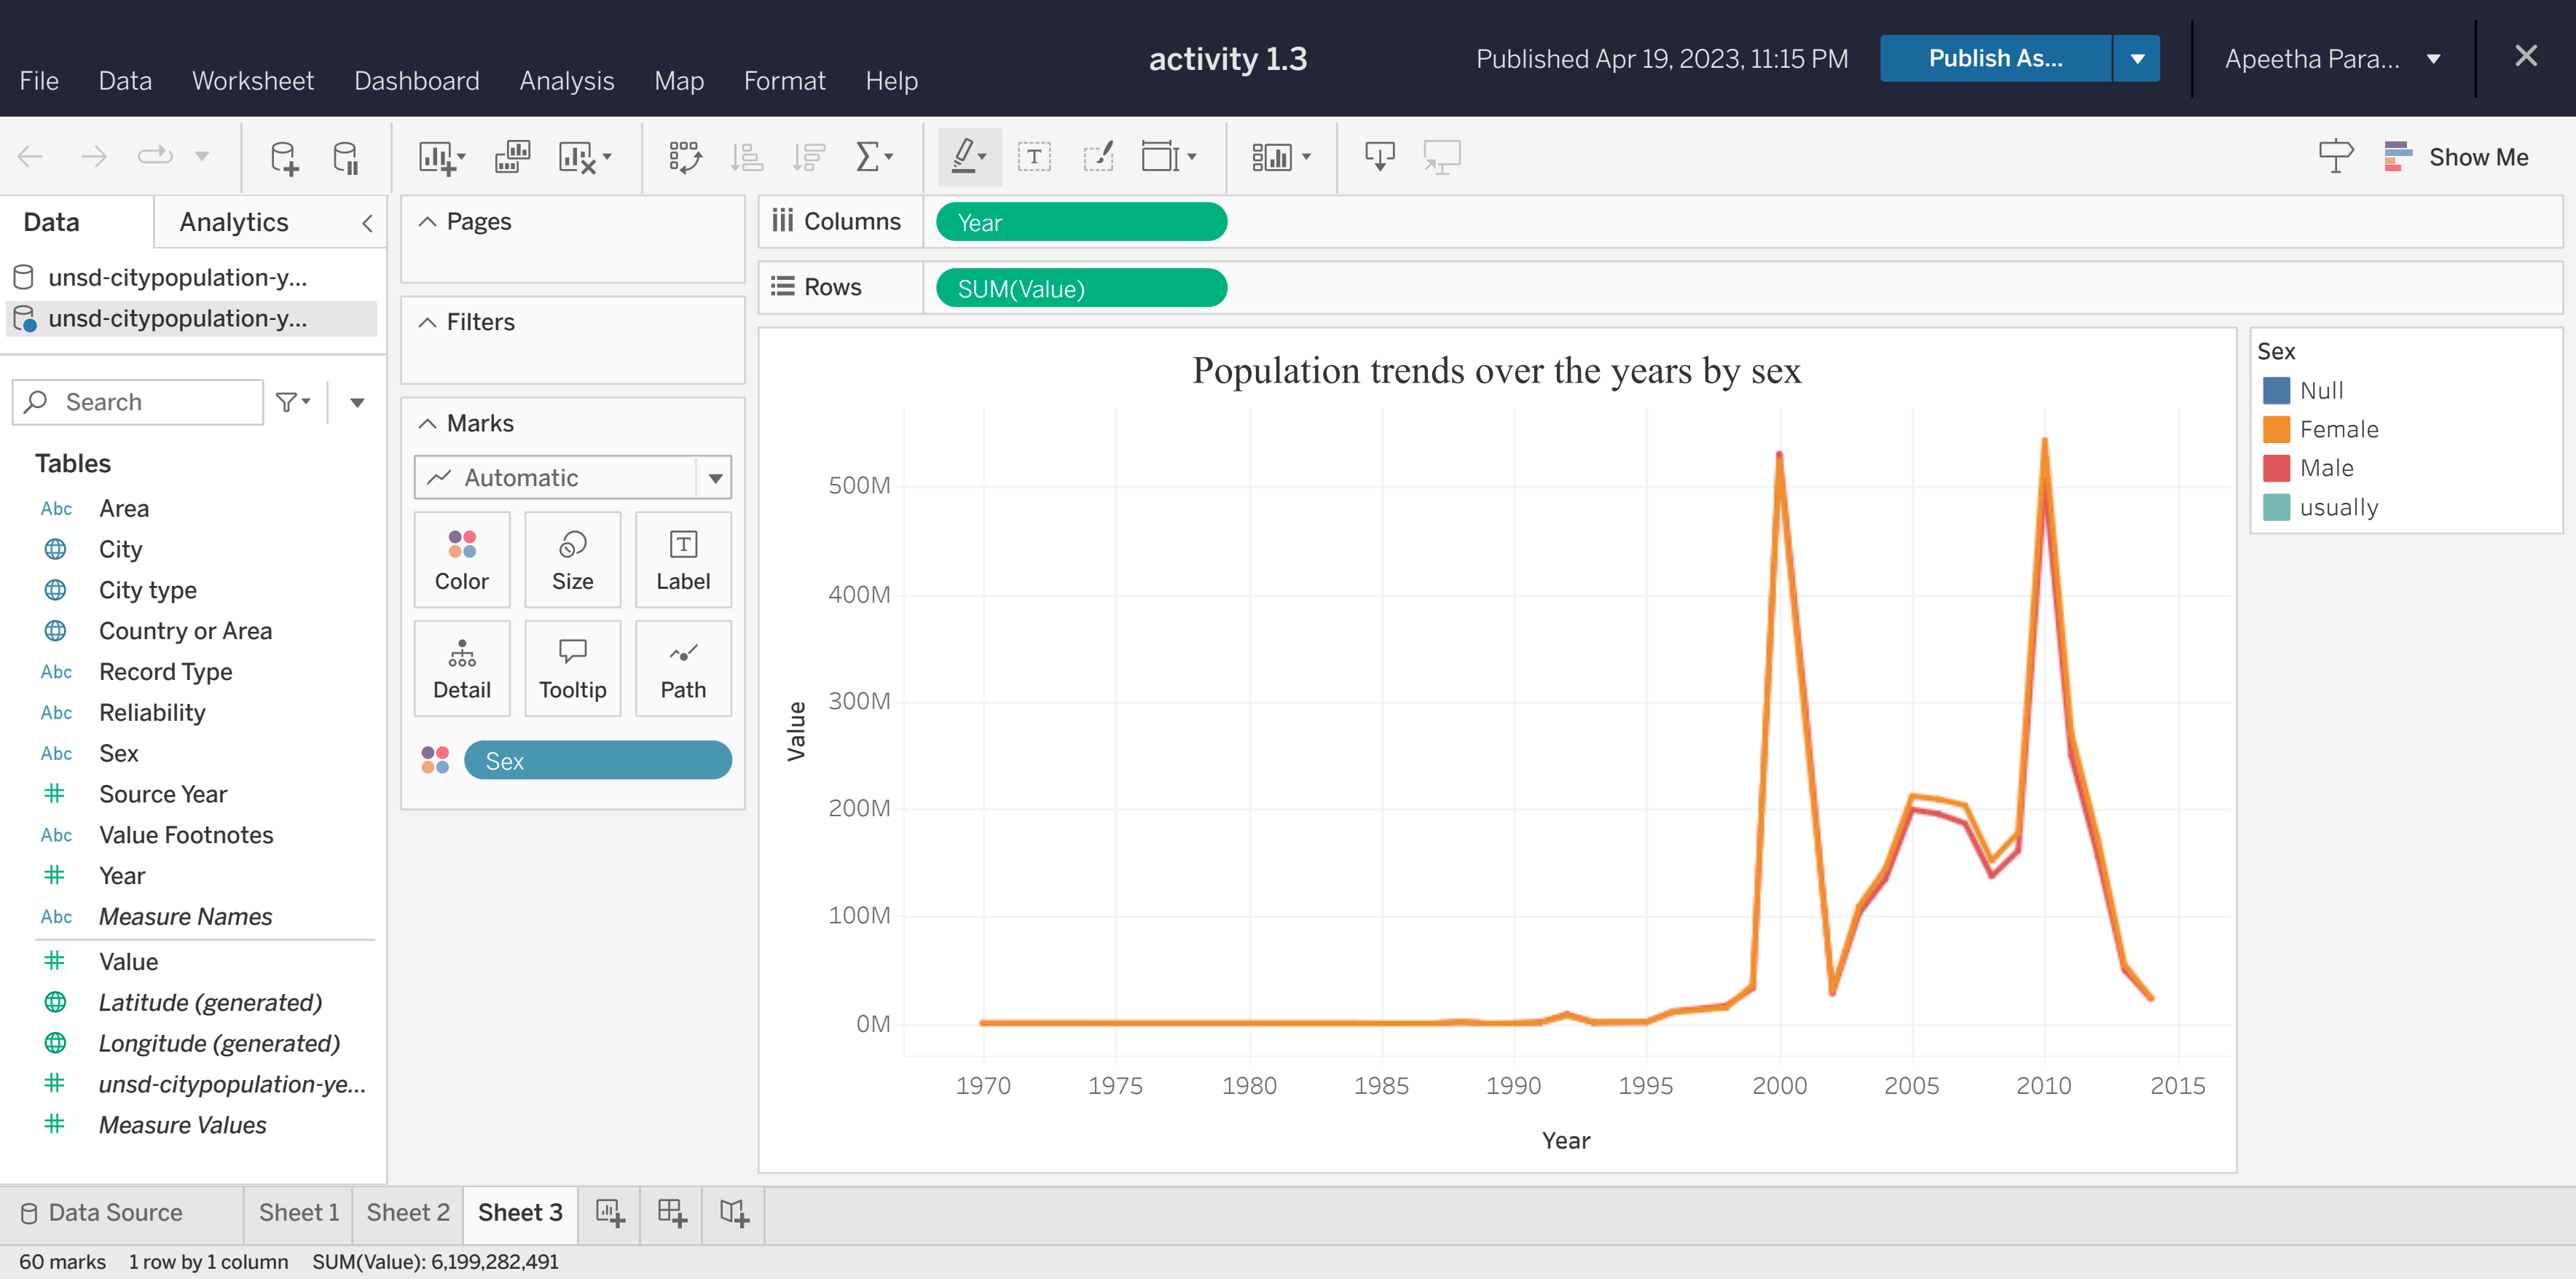 activity 1.3
Published Apr 19, 2023, 11:15 PM
Publish As...
Apeetha Para...
File Data Worksheet Dashboard Analysis Map Format Help
Show Me
Data Analytics
unsd-citypopulation-y...
unsd-citypopulation-y...
Search
Tables
Abc Area
City
City type
Country or Area
Abc Record Type
Abc Reliability
Abc Sex
Source Year
Abc Value Footnotes
Year
Abc Measure Names
Value
Latitude (generated)
Longitude (generated)
unsd-citypopulation-ye...
Measure Values
Pages
Filters
Marks
Automatic
Color Size Label
Detail Tooltip Path
Sex
Columns Year
Rows SUM(Value)
Population trends over the years by sex
Value
500M
400M
300M
200M
100M
0M
1970 1975 1980 1985 1990 1995 2000 2005 2010 2015
Year
Sex
Null
Female
Male
usually
Data Source Sheet 1 Sheet 2 Sheet 3
60 marks 1 row by 1 column SUM(Value): 6,199,282,491